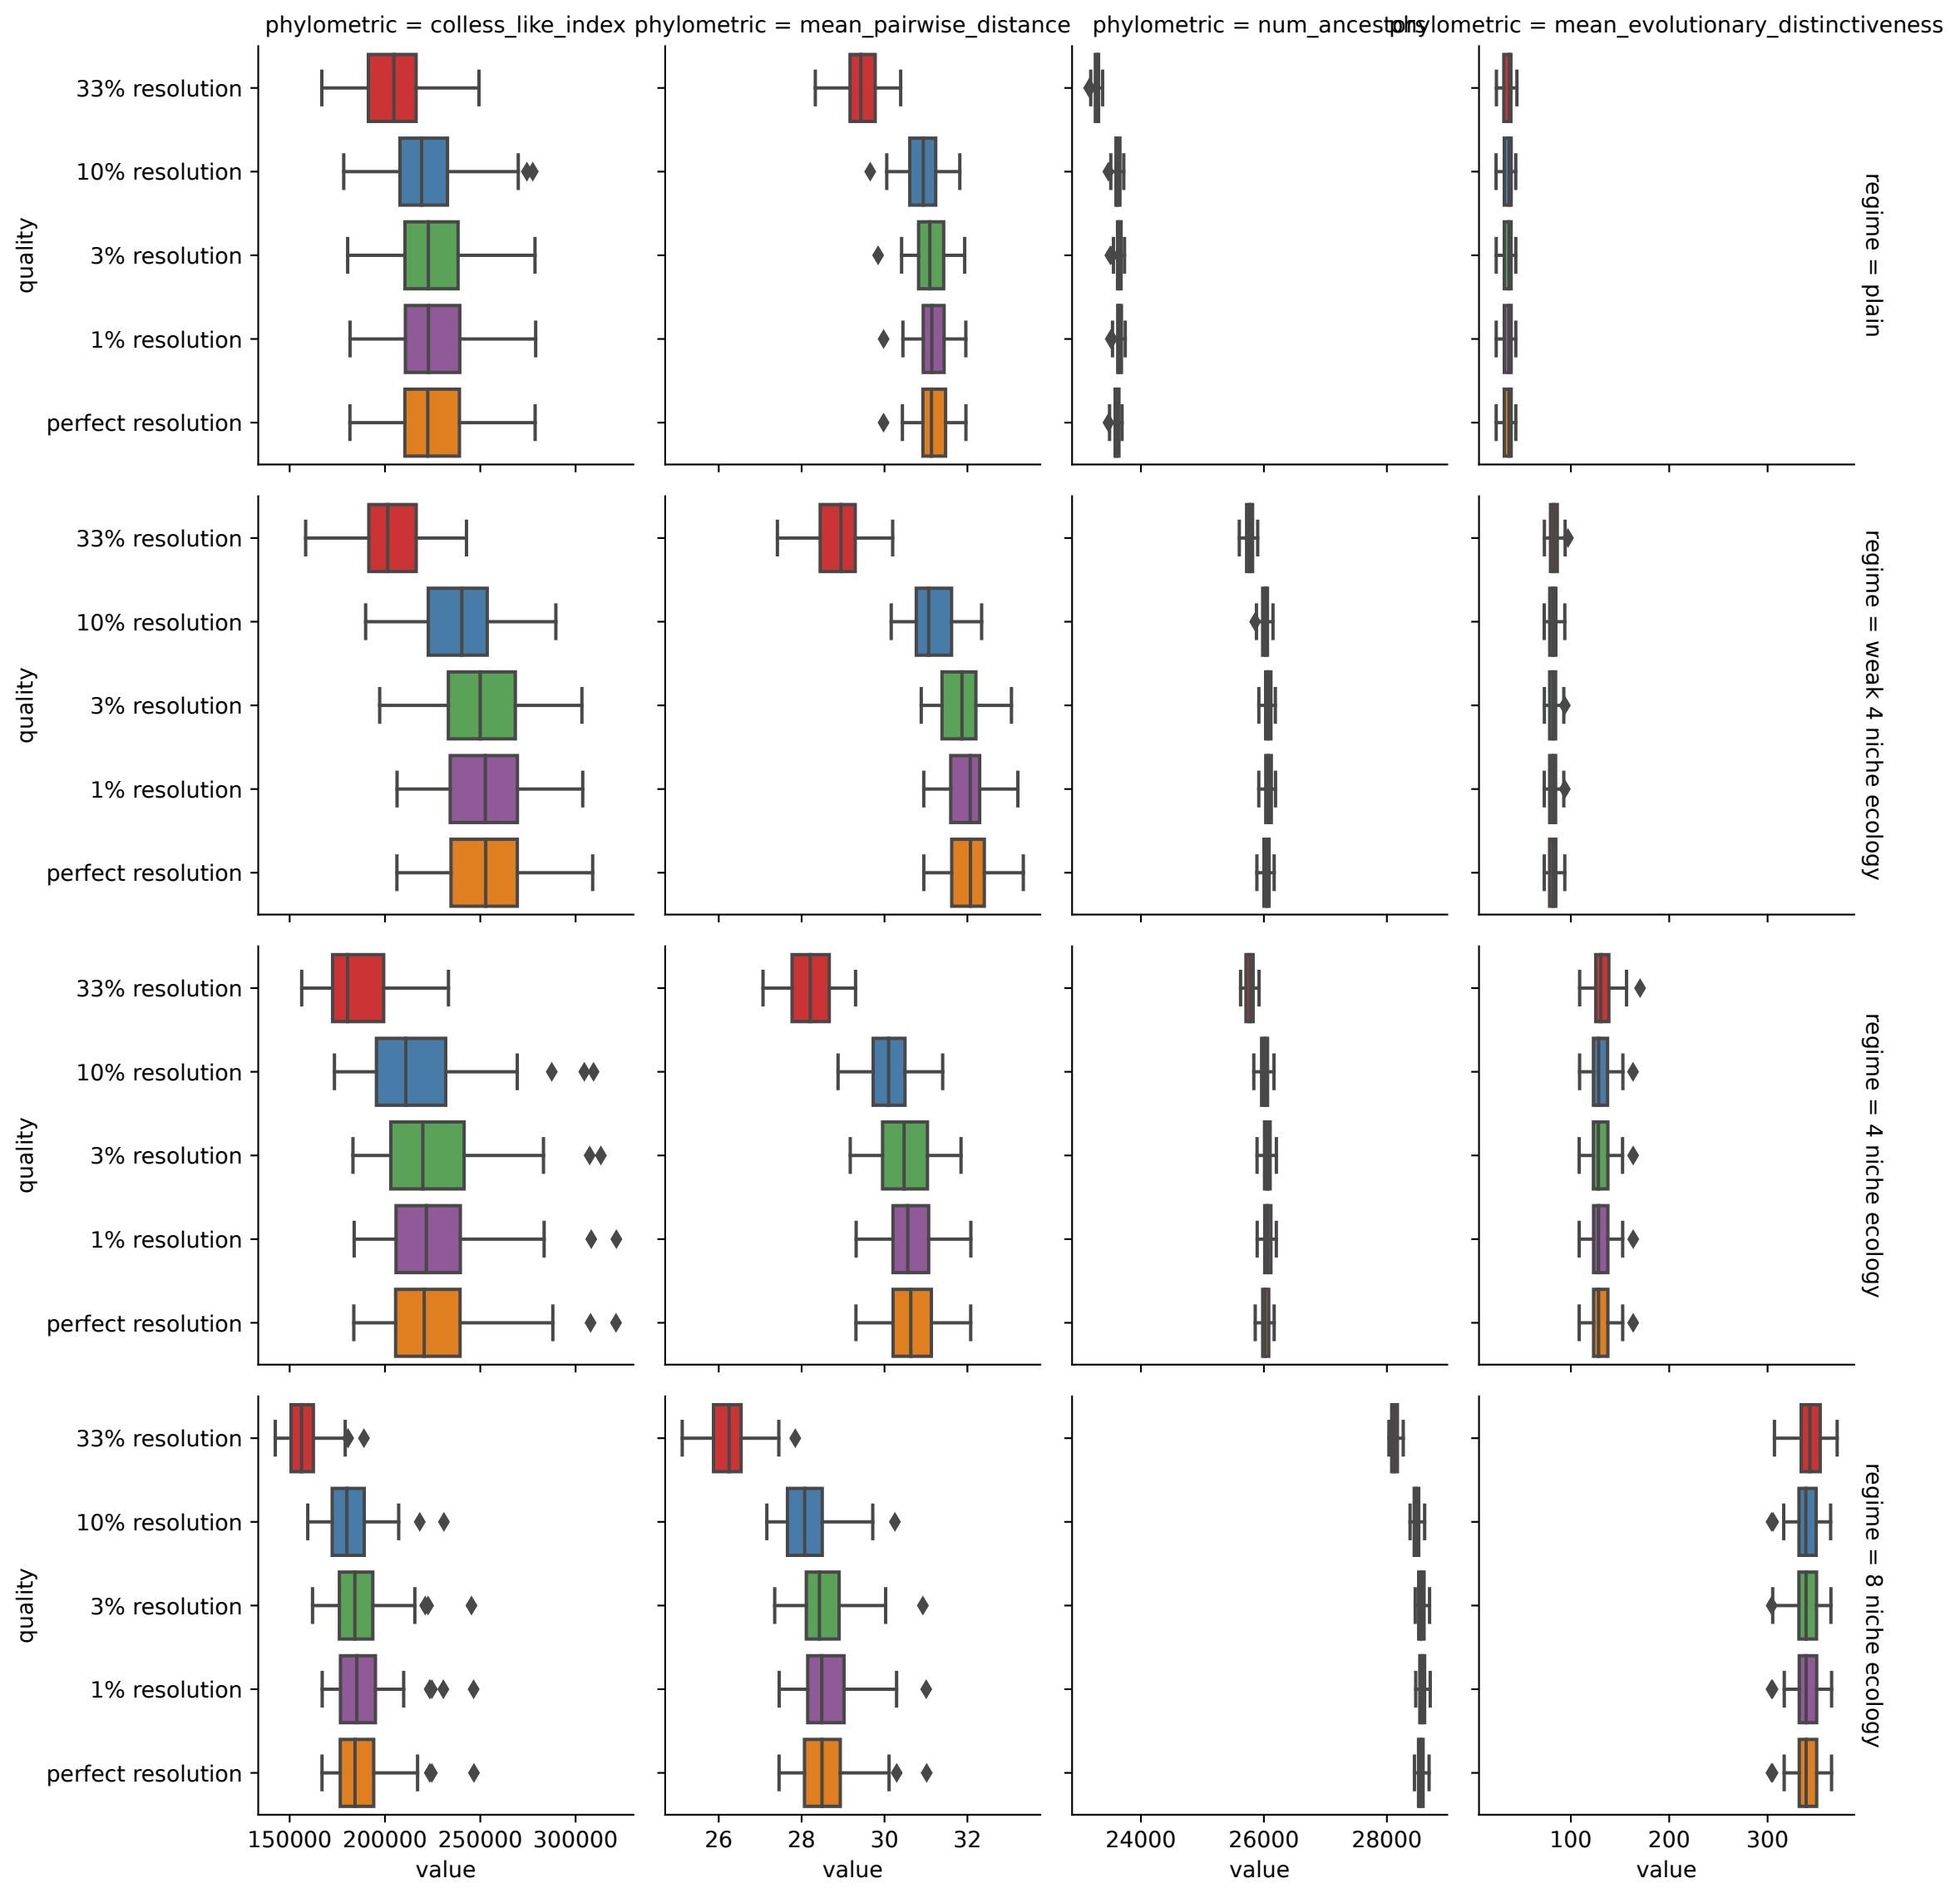 phylometric = colless_like_index phylometric = mean_pairwise_distance phylometric = num_ancestors phylometric = mean_evolutionary_distinctiveness
33% resolution
10% resolution
3% resolution
1% resolution
perfect resolution
quality
regime = plain
33% resolution
10% resolution
3% resolution
1% resolution
perfect resolution
quality
regime = weak 4 niche ecology
33% resolution
10% resolution
3% resolution
1% resolution
perfect resolution
quality
regime = 4 niche ecology
33% resolution
10% resolution
3% resolution
1% resolution
perfect resolution
quality
regime = 8 niche ecology
150000 200000 250000 300000 26 28 30 32 24000 26000 28000 100 200 300
value value value value